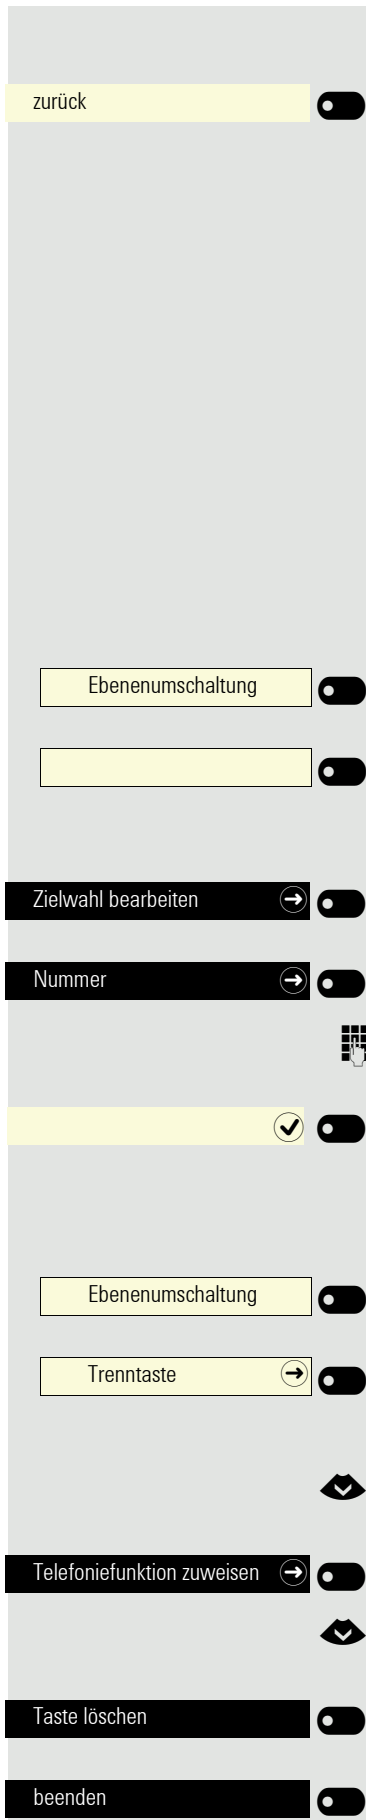 zurück
Ebenenumschaltung
Zielwahl bearbeiten
Nummer
Ebenenumschaltung
Trenntaste
Telefoniefunktion zuweisen
Taste löschen
beenden